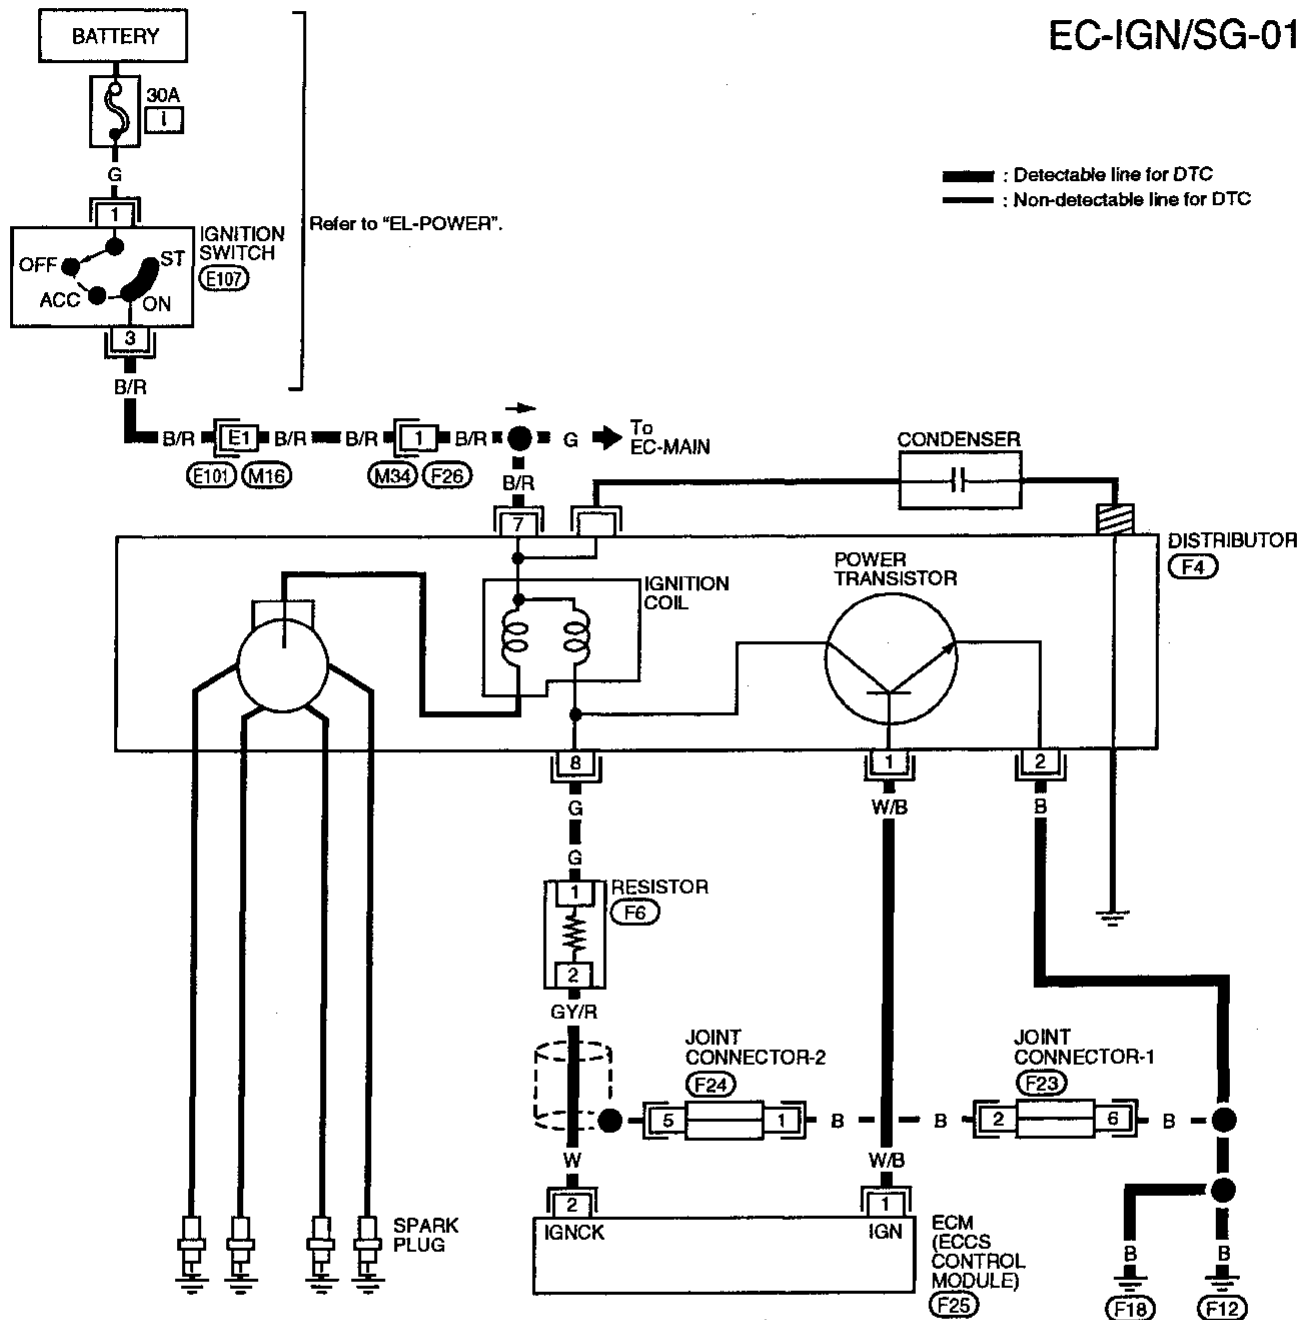 EC-IGN/SG-01
BATTERY
30A
i
: Detectable line for DTC
: Non-detectable line for DTC
G
1
IGNITION
SWITCH
E107
Refer to "EL-POWER".
OFF
ST
ACC
ON
3
B/R
B/R E1 B/R B/R 1 B/R G
To
EC-MAIN
E101 M16 M34 F26
B/R
CONDENSER
7
DISTRIBUTOR
F4
POWER
TRANSISTOR
IGNITION
COIL
8 1 2
G W/B B
G
1 RESISTOR
F6
2
GY/R
JOINT
CONNECTOR-2
F24
JOINT
CONNECTOR-1
F23
5 1 B B 2 6 B
W W/B
2 1
IGNCK IGN
ECM
(ECCS
CONTROL
MODULE)
F25
SPARK
PLUG
B B
F18 F12